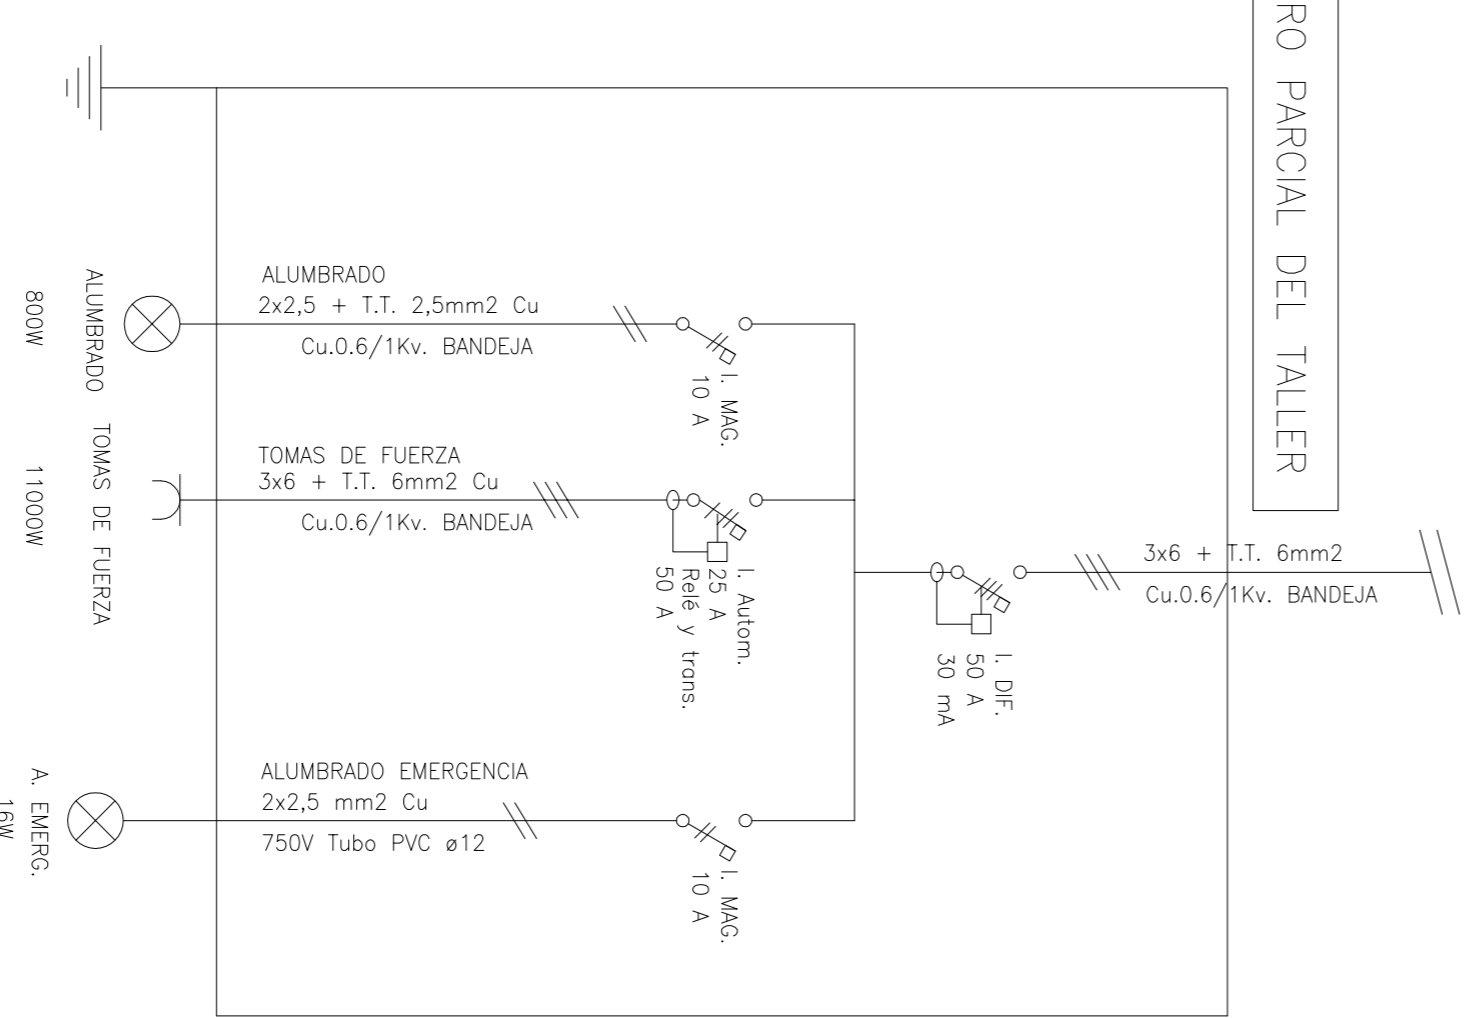 RO PARCIAL DEL TALLER
3x6 + T.T. 6mm2
Cu.0.6/1Kv. BANDEJA
I. DIF.
50 A
30 mA
ALUMBRADO
2x2,5 + T.T. 2,5mm2 Cu
Cu.0.6/1Kv. BANDEJA
I. MAG.
10 A
ALUMBRADO
800W
TOMAS DE FUERZA
3x6 + T.T. 6mm2 Cu
Cu.0.6/1Kv. BANDEJA
I. Autom.
25 A
Relé y trans.
50 A
TOMAS DE FUERZA
11000W
ALUMBRADO EMERGENCIA
2x2,5 mm2 Cu
750V Tubo PVC ø12
I. MAG.
10 A
A. EMERG.
16W